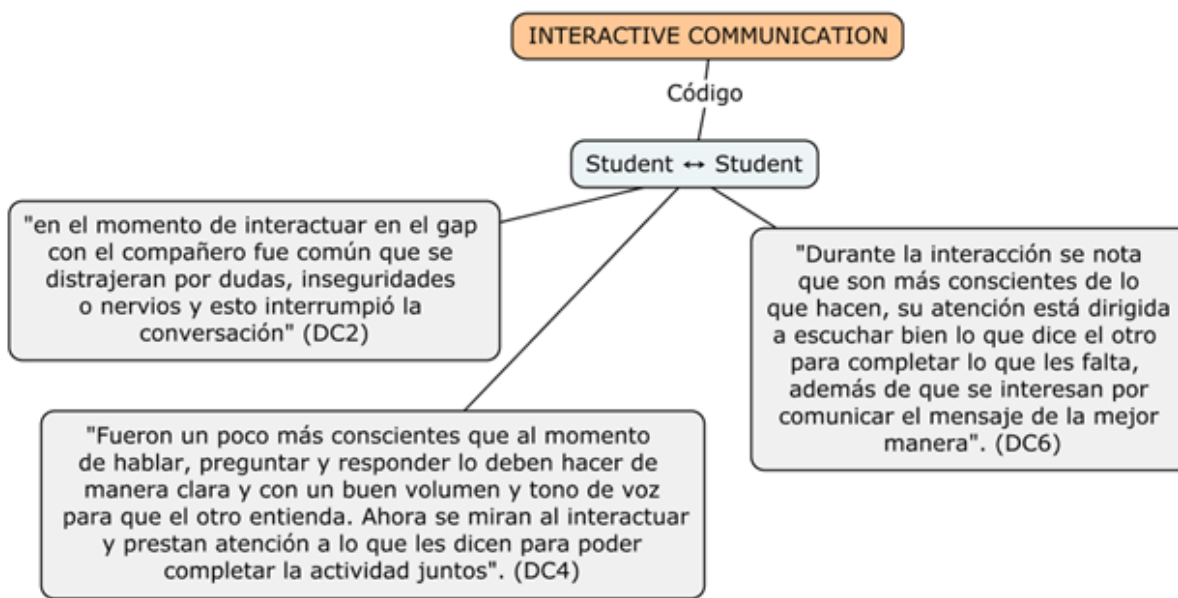 INTERACTIVE COMMUNICATION
Código
Student ↔ Student
"en el momento de interactuar en el gap
con el compañero fue común que se
distrajeran por dudas, inseguridades
o nervios y esto interrumpió la
conversación" (DC2)
"Durante la interacción se nota
que son más conscientes de lo
que hacen, su atención está dirigida
a escuchar bien lo que dice el otro
para completar lo que les falta,
además de que se interesan por
comunicar el mensaje de la mejor
manera". (DC6)
"Fueron un poco más conscientes que al momento
de hablar, preguntar y responder lo deben hacer de
manera clara y con un buen volumen y tono de voz
para que el otro entienda. Ahora se miran al interactuar
y prestan atención a lo que les dicen para poder
completar la actividad juntos". (DC4)